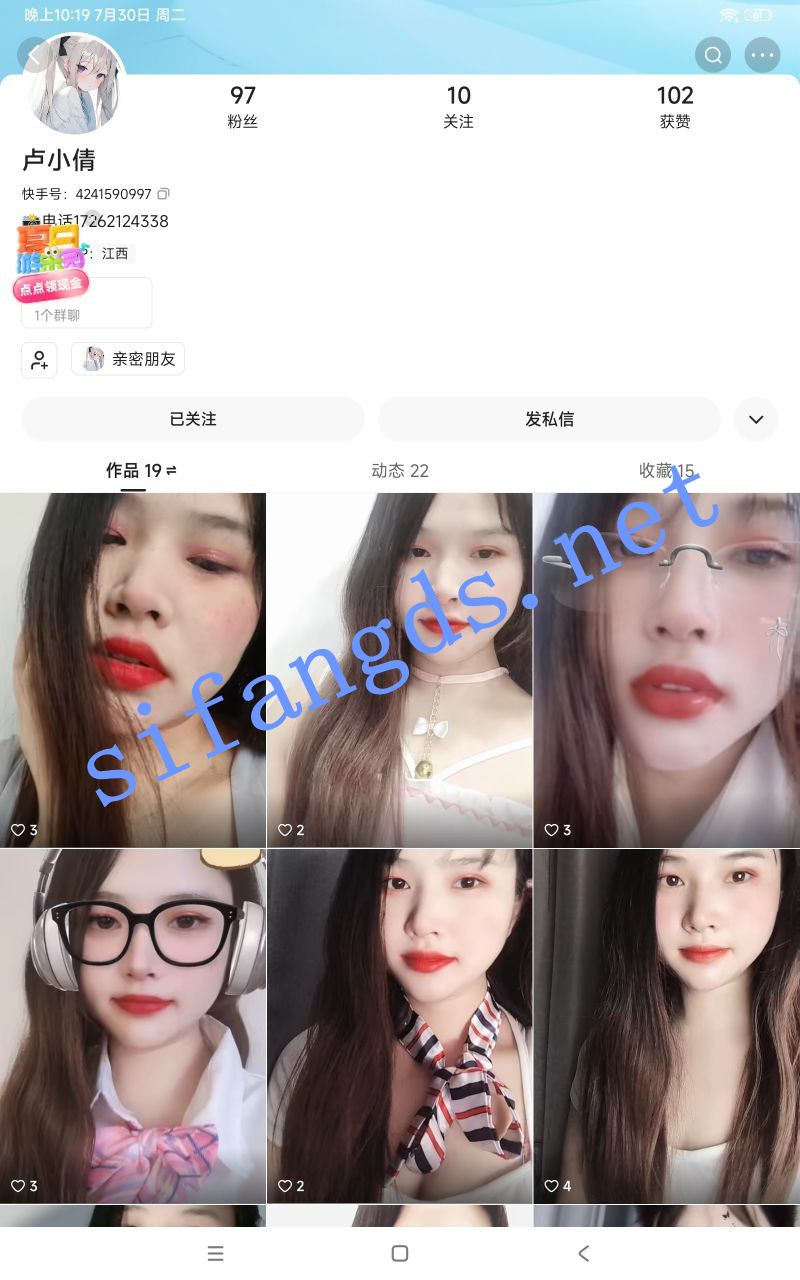 晚上10:19 7月30日 周二
61
97 10 102
粉丝 关注 获赞
卢小倩
快手号：4241590997
电话17262124338
夏日
游乐园
：江西
点点领现金
1个群聊
亲密朋友
已关注 发私信
作品 19 动态 22 收藏 15
sifangds.net
3 2 3
3 2 4